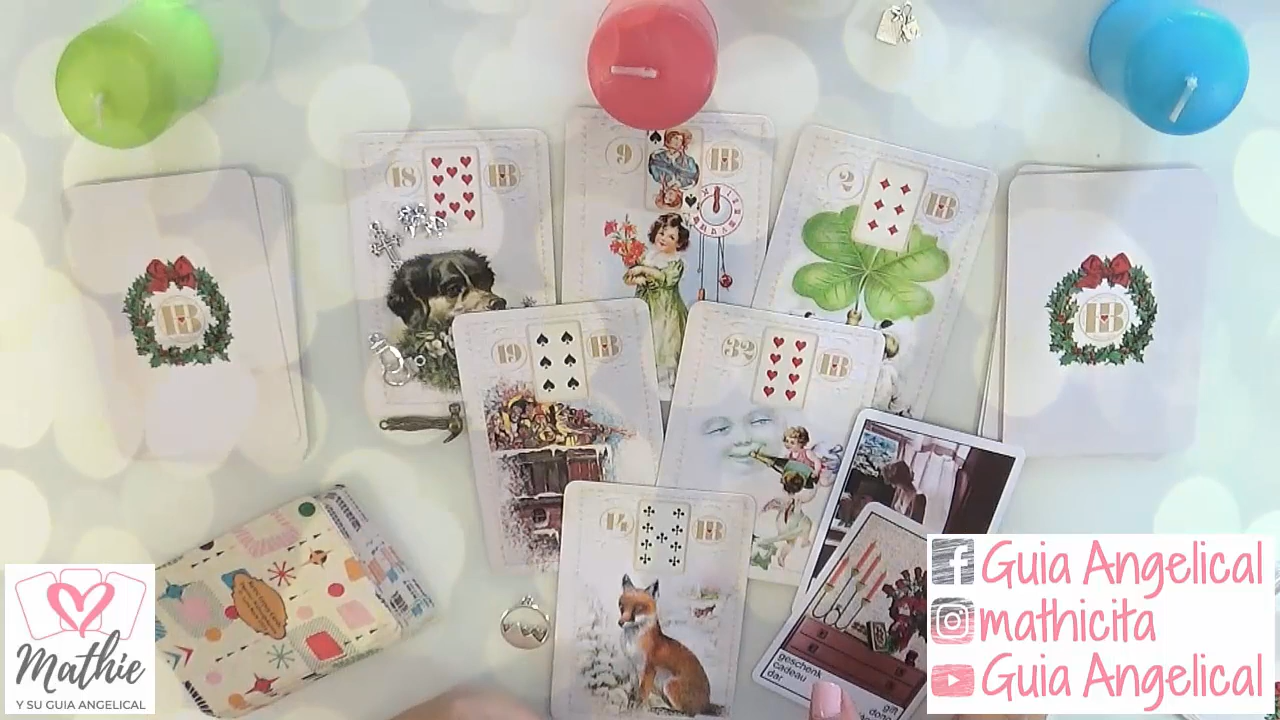 18
9
2
19
32
14
geschenk
cadeau
dar
gift
Mathie
Y SU GUIA ANGELICAL
Guia Angelical
mathicita
Guia Angelical